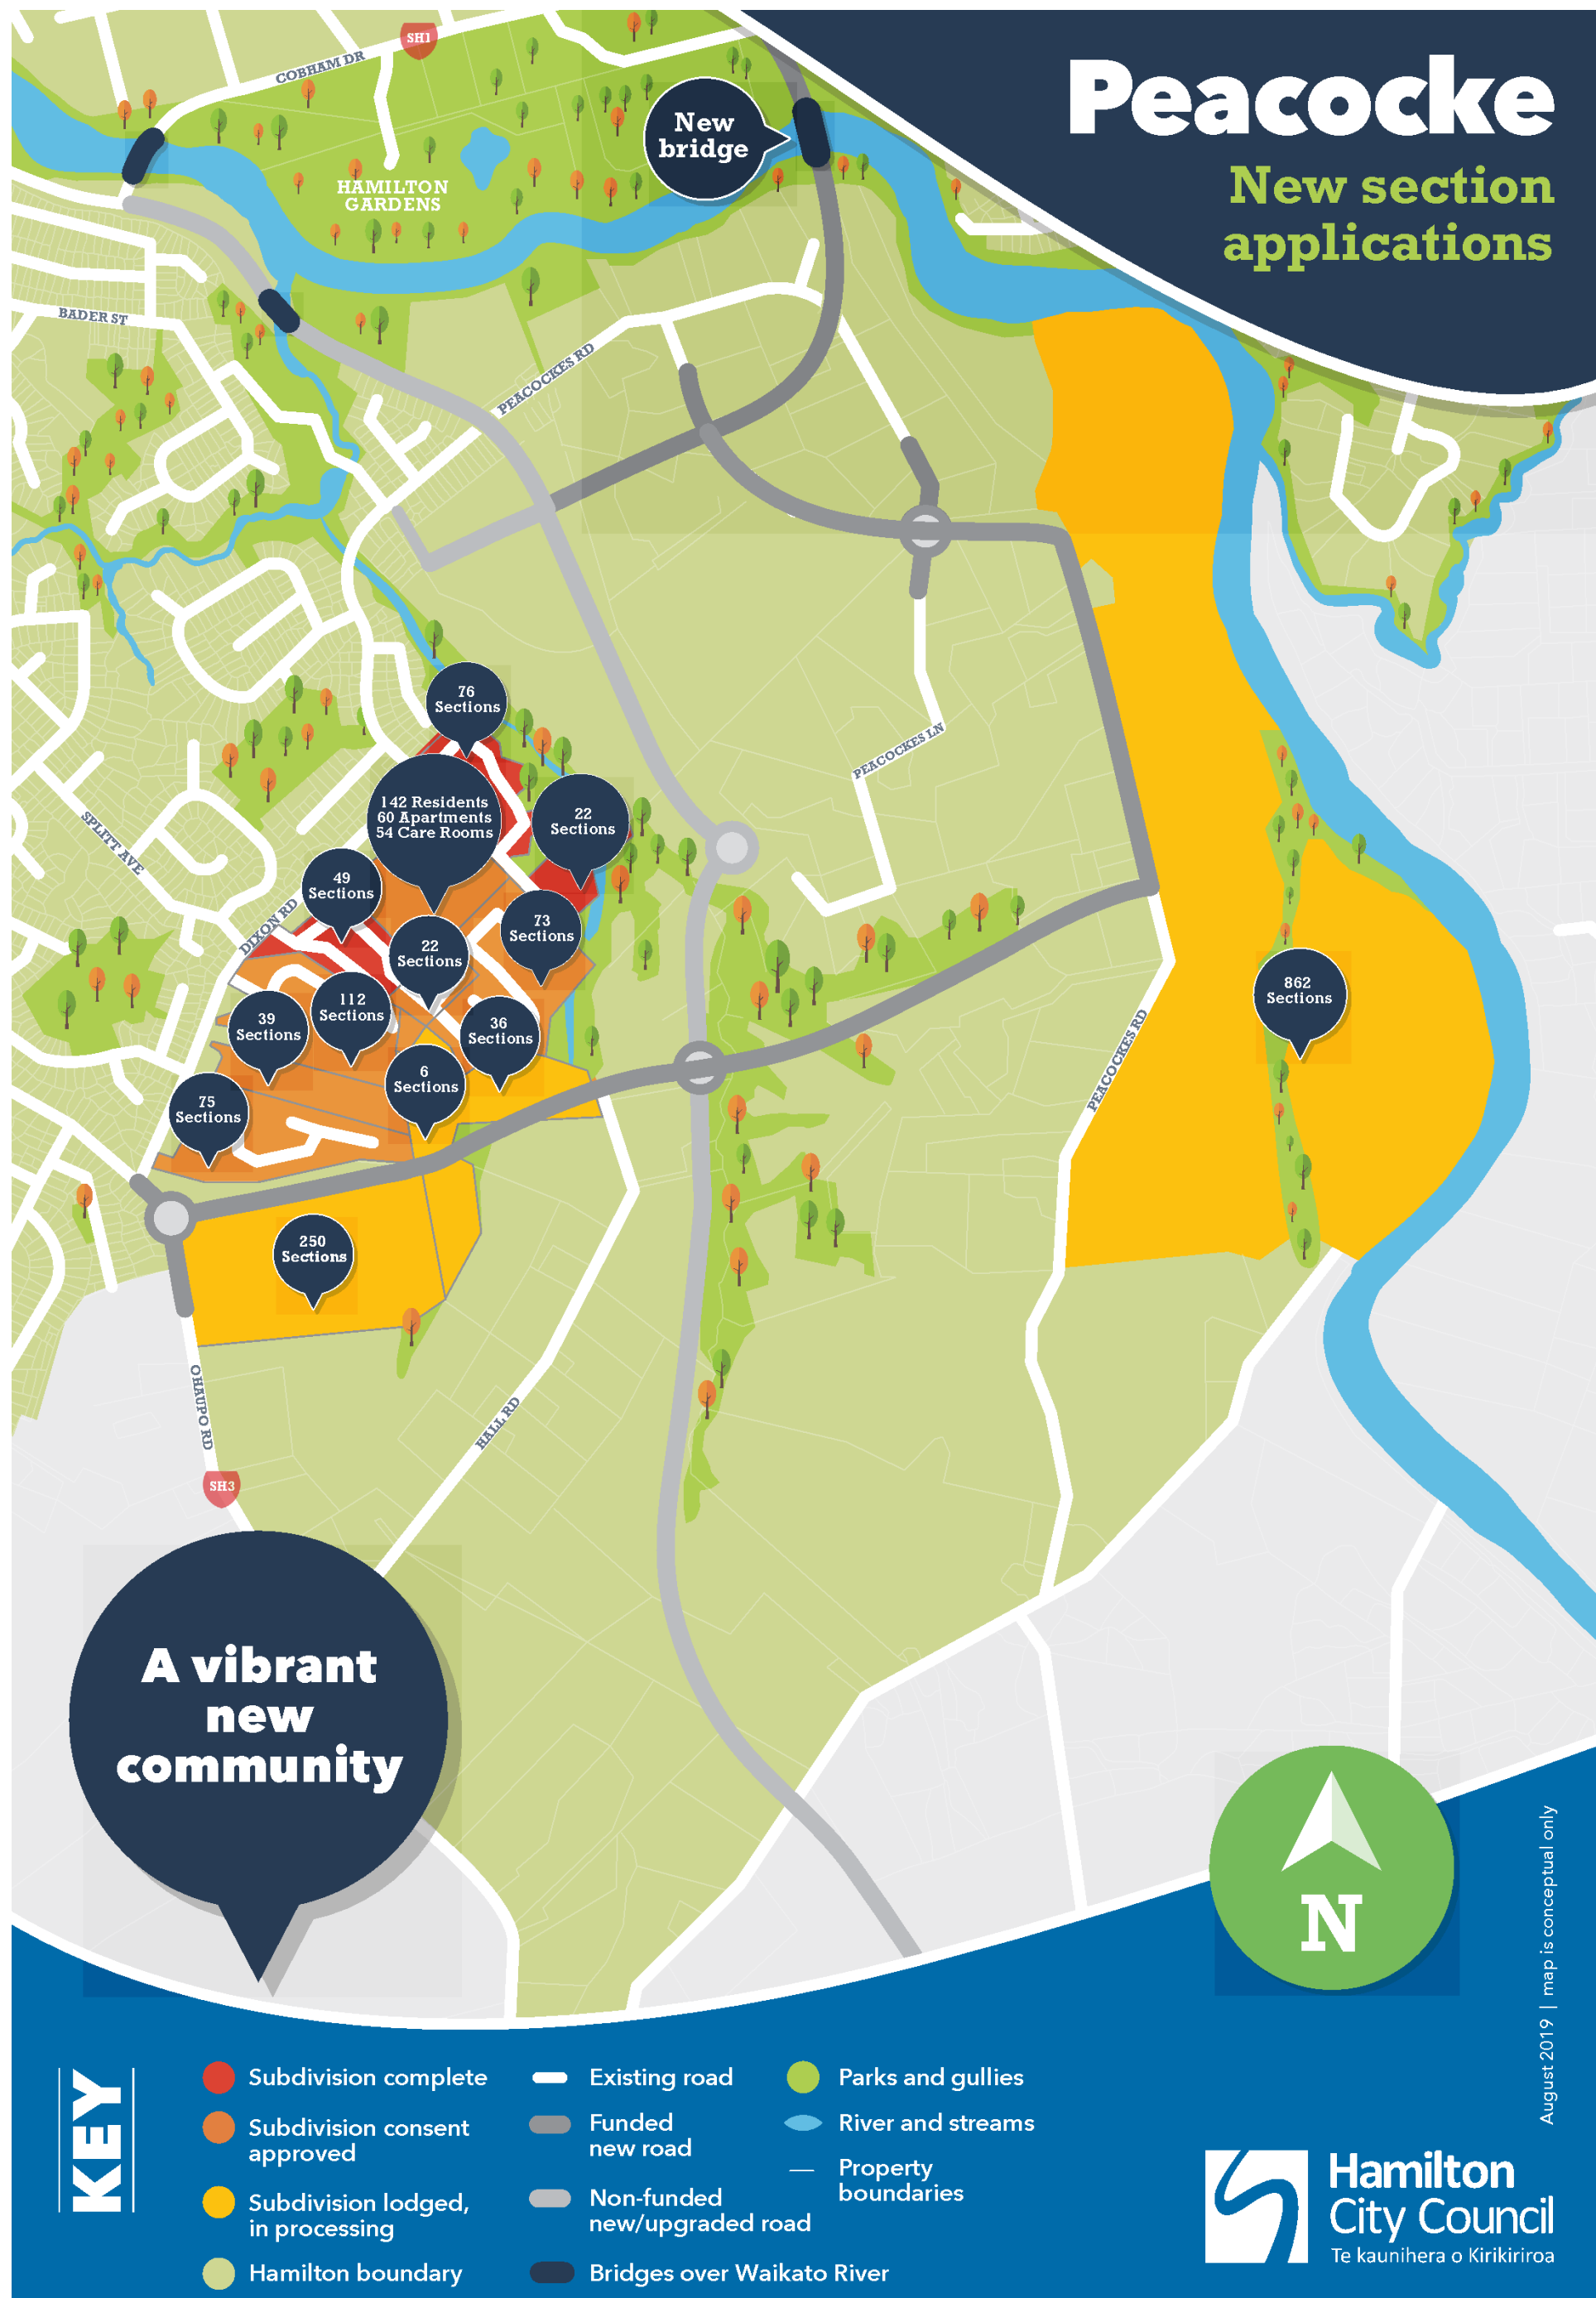 Peacocke
New section
applications
SH1
COBHAM DR
HAMILTON
GARDENS
New
bridge
BADER ST
PEACOCKES RD
76
Sections
142 Residents
60 Apartments
54 Care Rooms
22
Sections
PEACOCKES LN
SPLITT AVE
49
Sections
DIXON RD
73
Sections
22
Sections
112
Sections
39
Sections
36
Sections
6
Sections
75
Sections
862
Sections
PEACOCKES RD
250
Sections
OHAUPO RD
HALL RD
SH3
A vibrant
new
community
N
August 2019 | map is conceptual only
KEY
Subdivision complete
Subdivision consent
approved
Subdivision lodged,
in processing
Hamilton boundary
Existing road
Funded
new road
Non-funded
new/upgraded road
Bridges over Waikato River
Parks and gullies
River and streams
Property
boundaries
Hamilton
City Council
Te kaunihera o Kirikiriroa